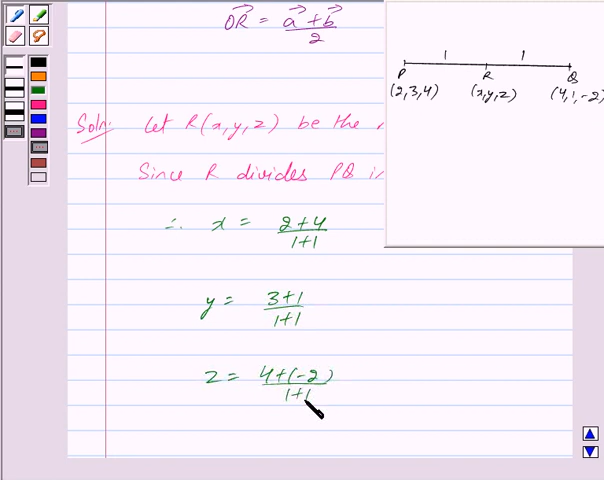 OR = a + b / 2
1 1
P R Q
(2,3,4) (x,y,z) (4,1,-2)
Soln: Let R(x,y,z) be the
Since R divides PQ in
∴ x = 2+4 / 1+1
y = 3+1 / 1+1
z = 4+(-2) / 1+1